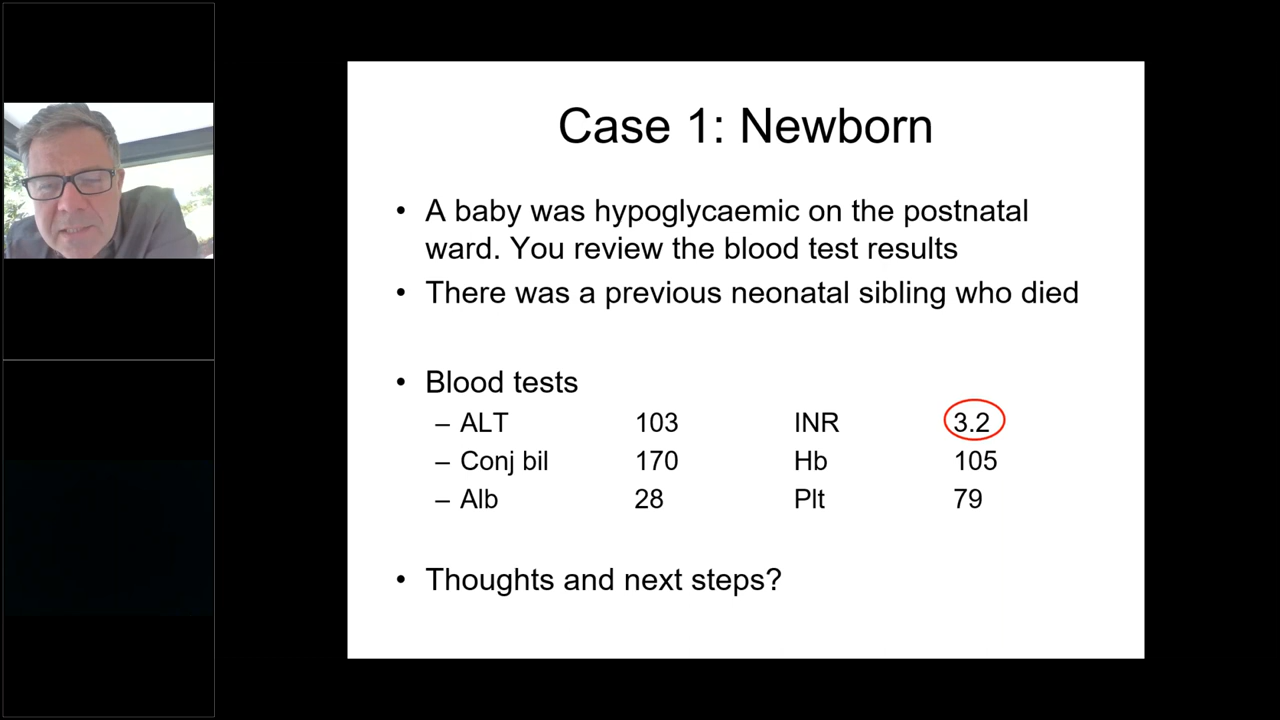 Case 1: Newborn
• A baby was hypoglycaemic on the postnatal
ward. You review the blood test results
• There was a previous neonatal sibling who died
• Blood tests
– ALT 103 INR 3.2
– Conj bil 170 Hb 105
– Alb 28 Plt 79
• Thoughts and next steps?